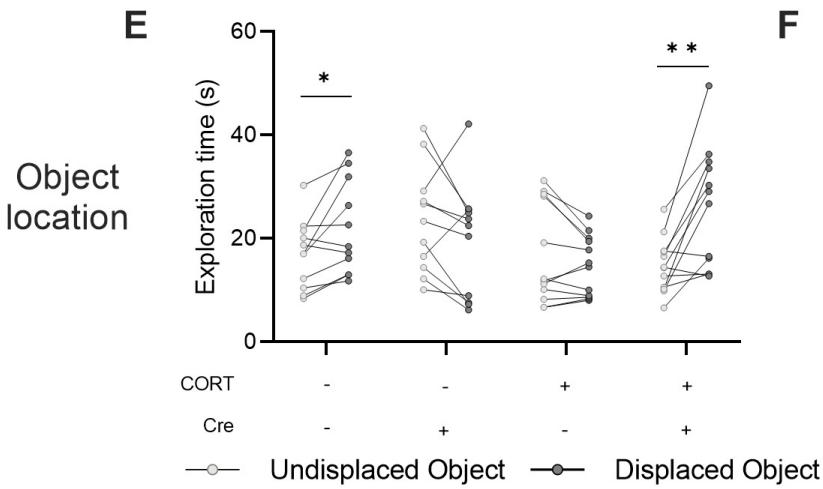 E
F
60
40
20
0
Exploration time (s)
Object
location
*
* *
CORT - - + +
Cre - + - +
Undisplaced Object Displaced Object